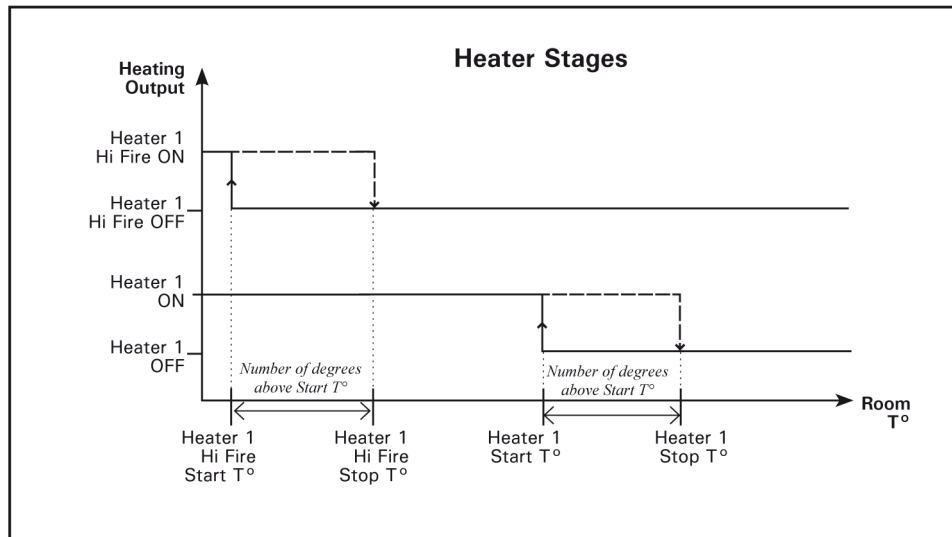 Heater Stages
Heating
Output
Heater 1
Hi Fire ON
Heater 1
Hi Fire OFF
Heater 1
ON
Heater 1
OFF
Number of degrees
above Start T°
Number of degrees
above Start T°
Room
T°
Heater 1
Hi Fire
Start T°
Heater 1
Hi Fire
Stop T°
Heater 1
Start T°
Heater 1
Stop T°